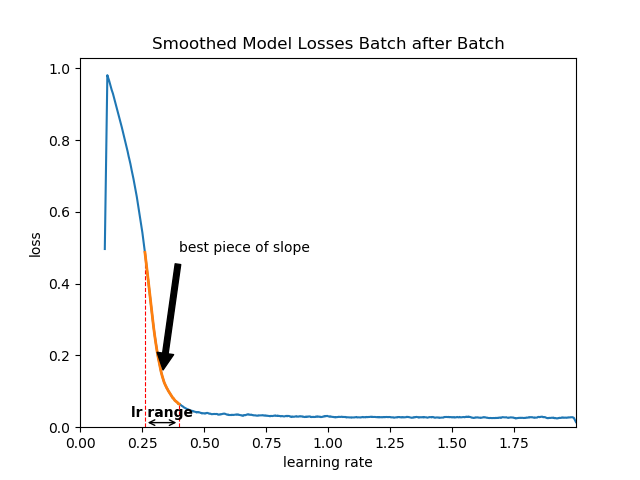 Smoothed Model Losses Batch after Batch
1.0
0.8
0.6
0.4
0.2
0.0
loss
best piece of slope
lr range
0.00 0.25 0.50 0.75 1.00 1.25 1.50 1.75
learning rate